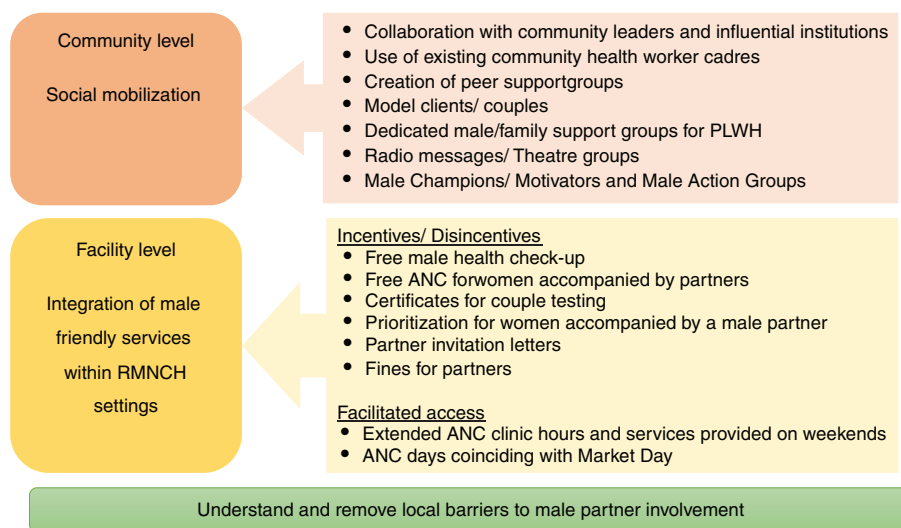 Community level
Social mobilization
• Collaboration with community leaders and influential institutions
• Use of existing community health worker cadres
• Creation of peer supportgroups
• Model clients/ couples
• Dedicated male/family support groups for PLWH
• Radio messages/ Theatre groups
• Male Champions/ Motivators and Male Action Groups
Facility level
Integration of male
friendly services
within RMNCH
settings
Incentives/ Disincentives
• Free male health check-up
• Free ANC forwomen accompanied by partners
• Certificates for couple testing
• Prioritization for women accompanied by a male partner
• Partner invitation letters
• Fines for partners
Facilitated access
• Extended ANC clinic hours and services provided on weekends
• ANC days coinciding with Market Day
Understand and remove local barriers to male partner involvement